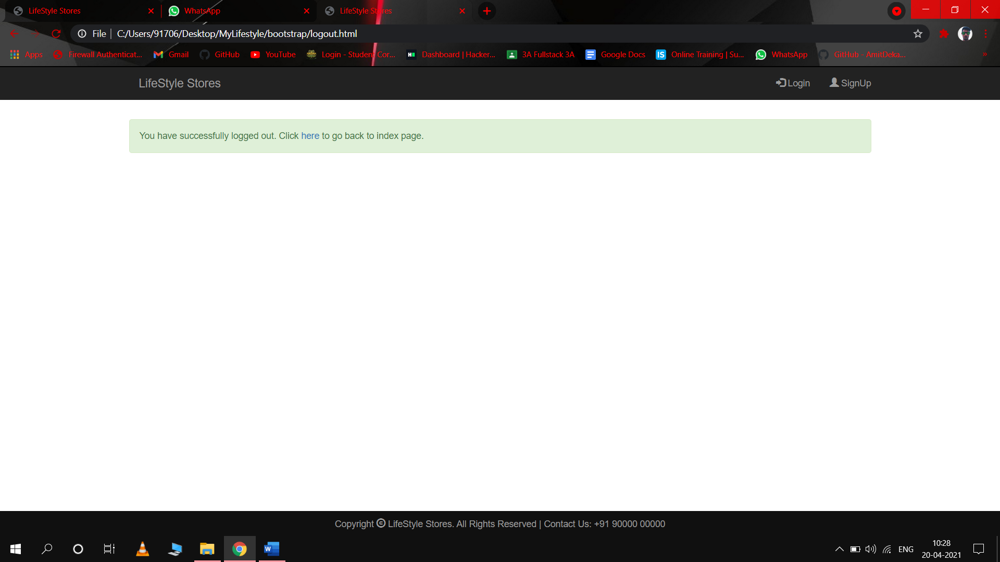 LifeStyle Stores
WhatsApp
LifeStyle Stores
File | C:/Users/91706/Desktop/MyLifestyle/bootstrap/logout.html
Apps
Firewall Authenticat...
Gmail
GitHub
YouTube
Login - Student Cor...
Dashboard | Hacker...
3A Fullstack 3A
Google Docs
IS
Online Training | Su...
WhatsApp
GitHub - AmitDeka...
»
LifeStyle Stores
Login
SignUp
You have successfully logged out. Click here to go back to index page.
Copyright © LifeStyle Stores. All Rights Reserved | Contact Us: +91 90000 00000
W
ENG
10:28
20-04-2021